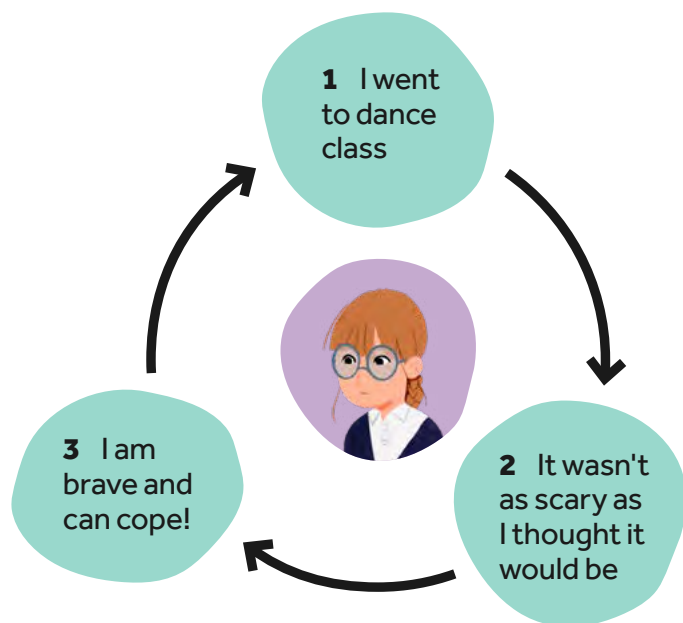 1 I went
to dance
class
2 It wasn't
as scary as
I thought it
would be
3 I am
brave and
can cope!